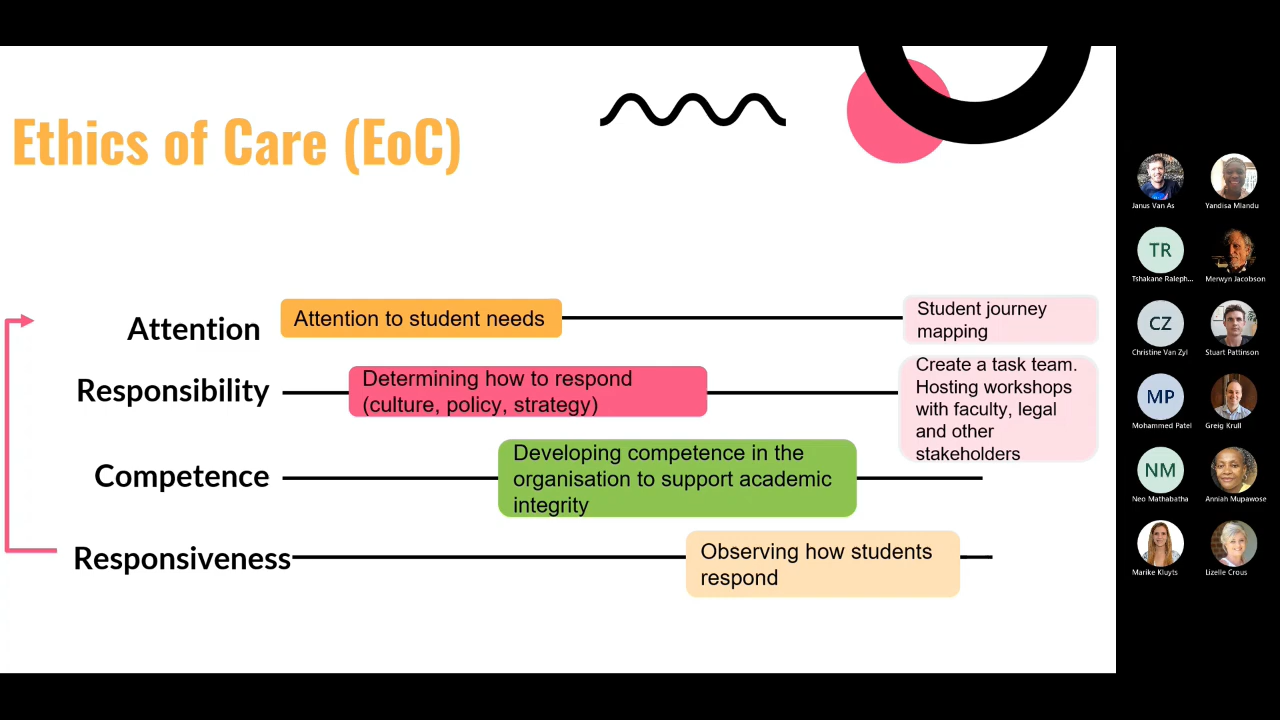 Ethics of Care (EoC)
Attention
Attention to student needs
Student journey
mapping
Responsibility
Determining how to respond
(culture, policy, strategy)
Create a task team.
Hosting workshops
with faculty, legal
and other
stakeholders
Competence
Developing competence in the
organisation to support academic
integrity
Responsiveness
Observing how students
respond
Janus Van As
Yandisa Mlandu
TR
Tshakane Raleph...
Merwyn Jacobson
CZ
Christine Van Zyl
Stuart Pattinson
MP
Mohammed Patel
Greig Krull
NM
Neo Mathabatha
Anniah Mupawose
Marike Kluyts
Lizelle Crous